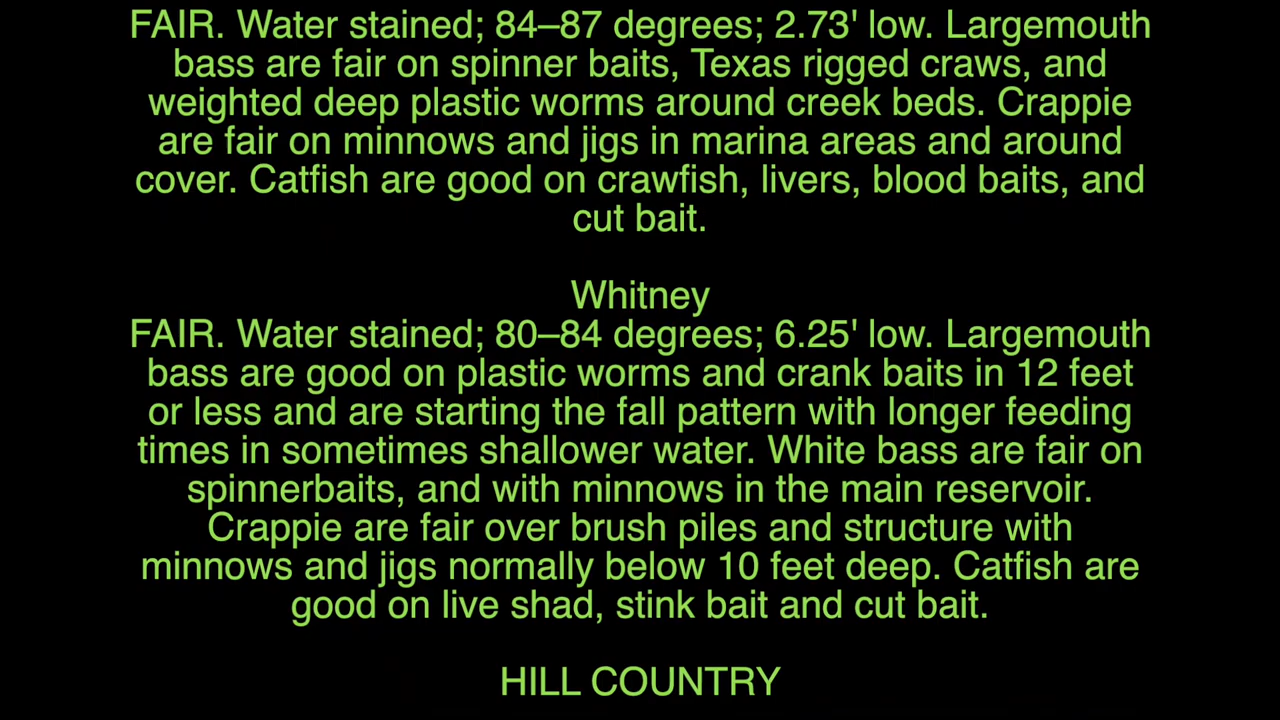 FAIR. Water stained; 84–87 degrees; 2.73' low. Largemouth
bass are fair on spinner baits, Texas rigged craws, and
weighted deep plastic worms around creek beds. Crappie
are fair on minnows and jigs in marina areas and around
cover. Catfish are good on crawfish, livers, blood baits, and
cut bait.
Whitney
FAIR. Water stained; 80–84 degrees; 6.25' low. Largemouth
bass are good on plastic worms and crank baits in 12 feet
or less and are starting the fall pattern with longer feeding
times in sometimes shallower water. White bass are fair on
spinnerbaits, and with minnows in the main reservoir.
Crappie are fair over brush piles and structure with
minnows and jigs normally below 10 feet deep. Catfish are
good on live shad, stink bait and cut bait.
HILL COUNTRY